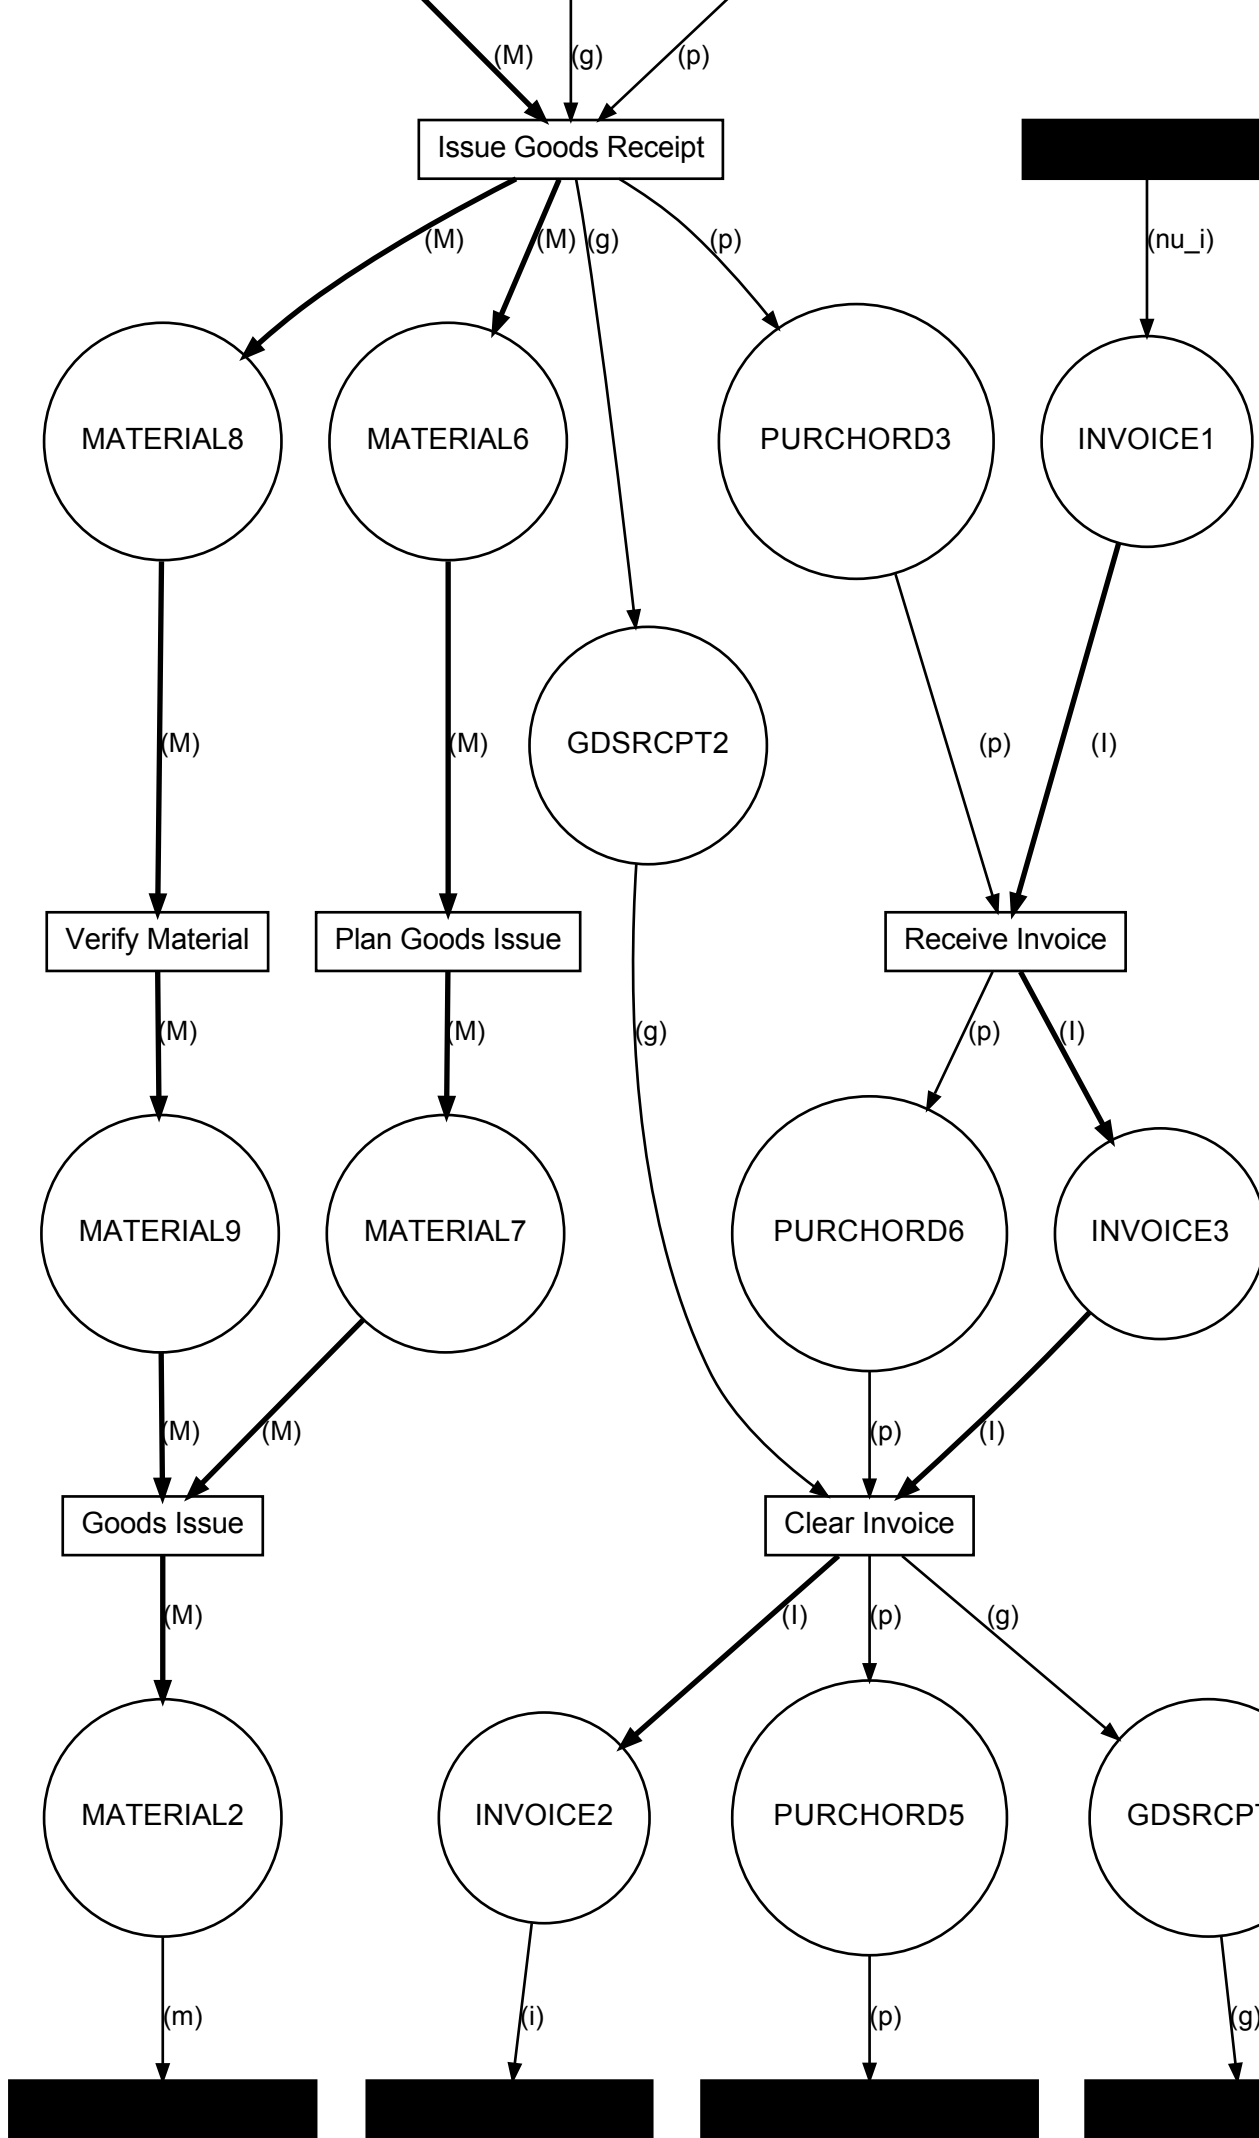 (M) (g) (p)
Issue Goods Receipt
(M) (M) (g) (p) (nu_i)
MATERIAL8 MATERIAL6 PURCHORD3 INVOICE1
GDSRCPT2
(M) (M) (p) (I)
Verify Material Plan Goods Issue Receive Invoice
(M) (M) (g) (p) (I)
MATERIAL9 MATERIAL7 PURCHORD6 INVOICE3
(M) (M) (p) (I)
Goods Issue Clear Invoice
(M) (I) (p) (g)
MATERIAL2 INVOICE2 PURCHORD5
(m) (i) (p) (g)